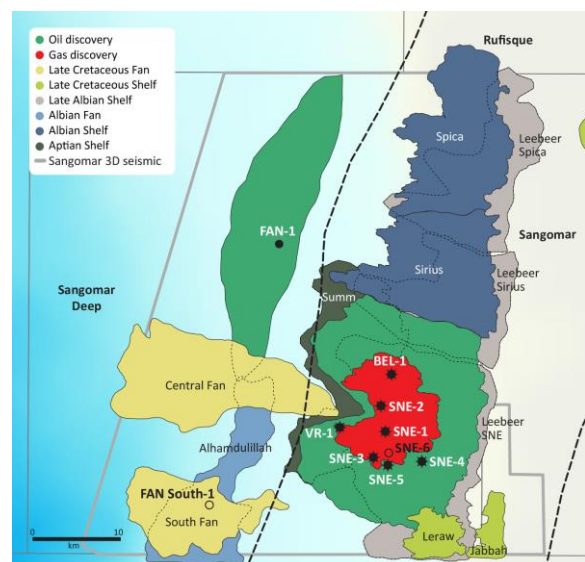 Oil discovery
Gas discovery
Late Cretaceous Fan
Late Cretaceous Shelf
Late Albian Shelf
Albian Fan
Albian Shelf
Aptian Shelf
Sangomar 3D seismic
Rufisque
Spica
Leebeer
Spica
FAN-1
Sangomar
Sirius
Leebeer
Sirius
Summ
Sangomar
Deep
BEL-1
Central Fan
SNE-2
VR-1
SNE-1
Leebeer
SNE
Alhamdulillah
SNE-6
SNE-3
SNE-4
SNE-5
FAN South-1
South Fan
0
10
km
Leraw
Jabbah